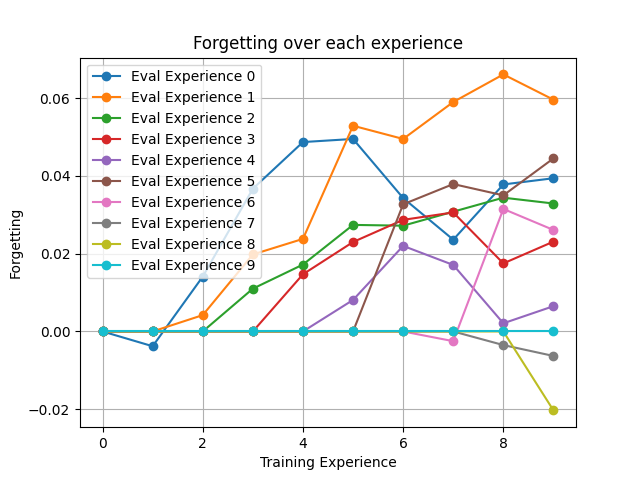 Forgetting over each experience
Eval Experience 0
Eval Experience 1
Eval Experience 2
Eval Experience 3
Eval Experience 4
Eval Experience 5
Eval Experience 6
Eval Experience 7
Eval Experience 8
Eval Experience 9
0.06
0.04
0.02
0.00
−0.02
Forgetting
0 2 4 6 8
Training Experience